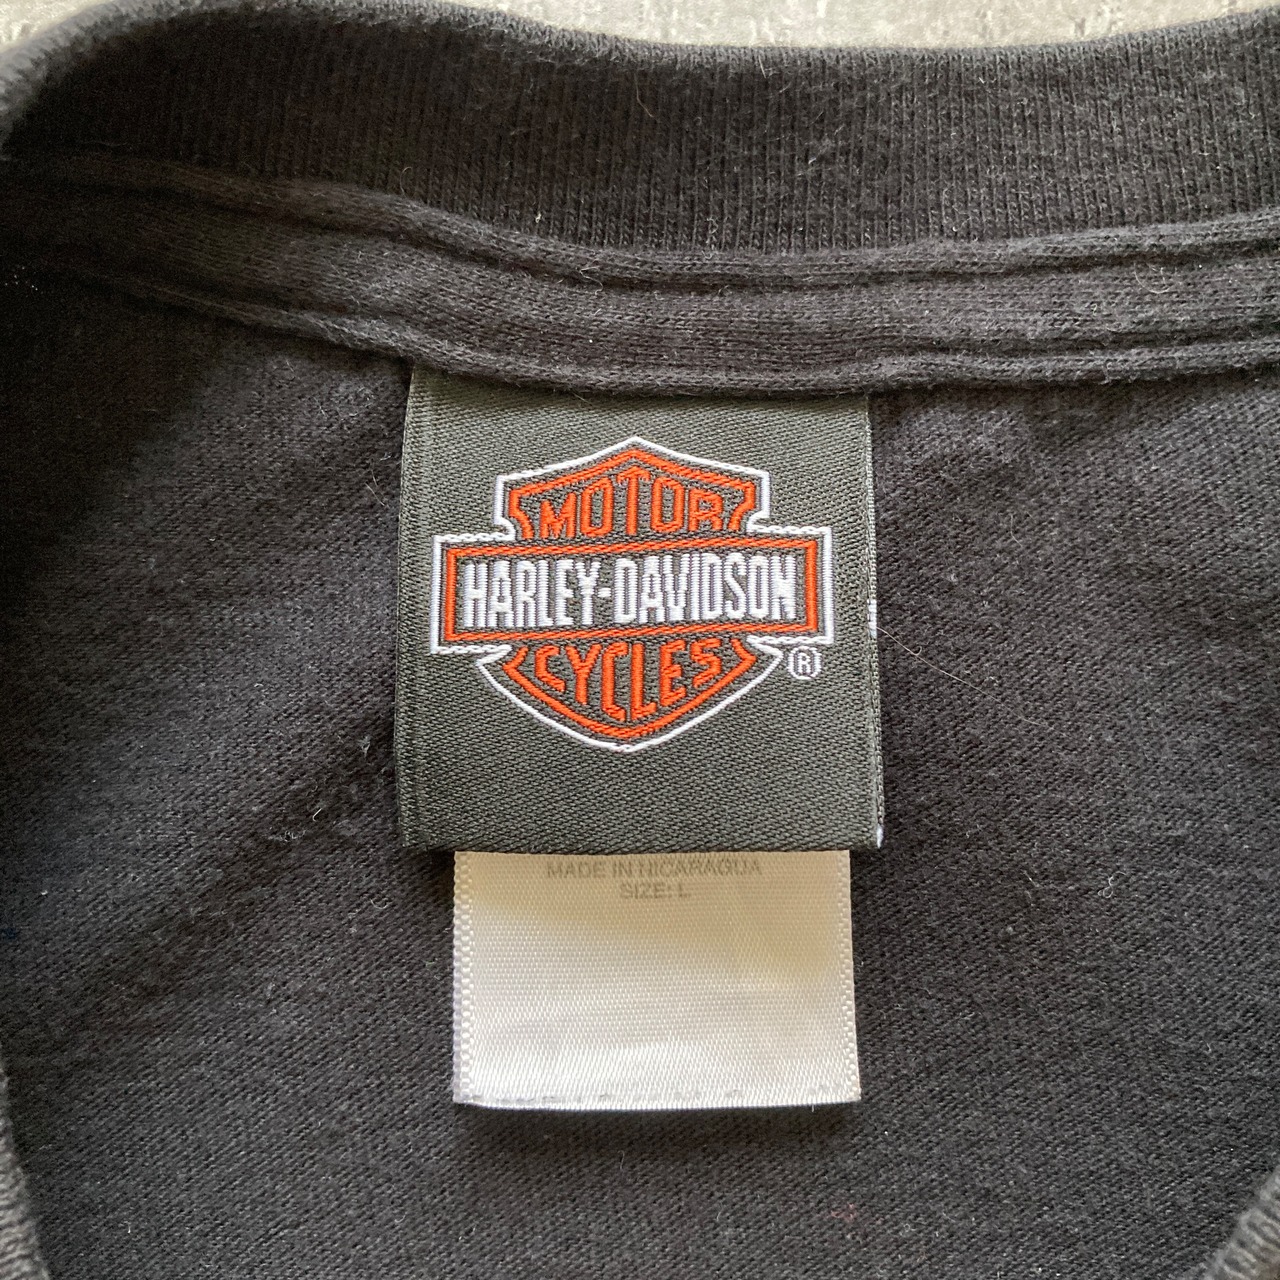 MOTOR
HARLEY-DAVIDSON
CYCLES
®
MADE IN NICARAGUA
SIZE: L